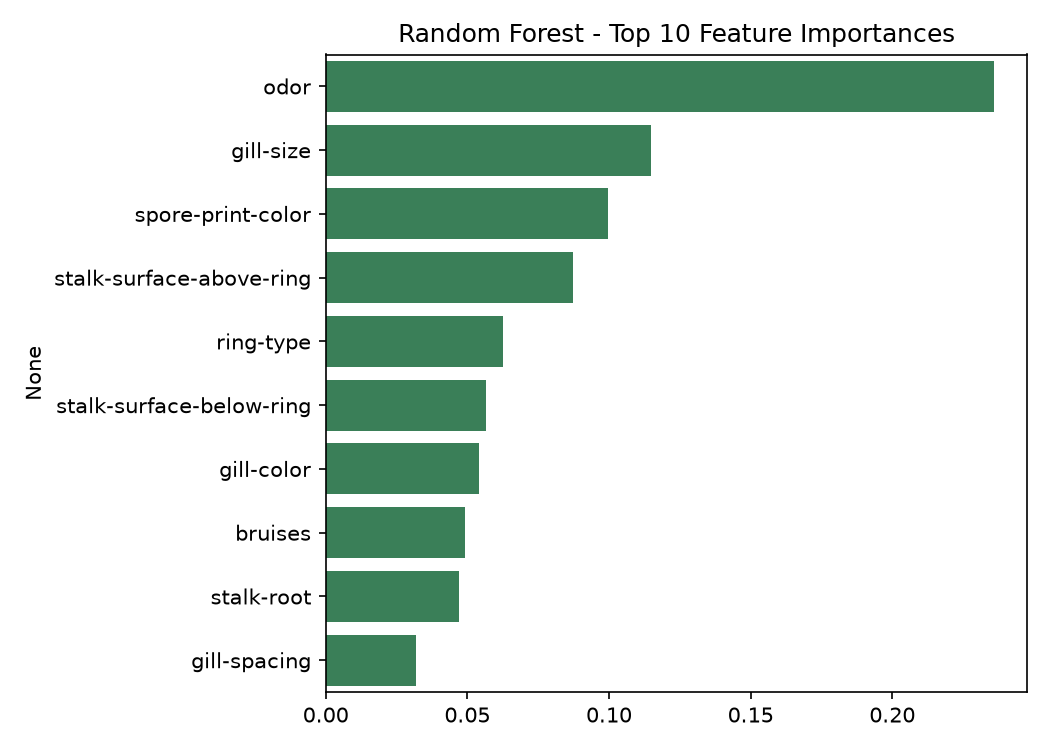 Random Forest - Top 10 Feature Importances
None
odor
gill-size
spore-print-color
stalk-surface-above-ring
ring-type
stalk-surface-below-ring
gill-color
bruises
stalk-root
gill-spacing
0.00 0.05 0.10 0.15 0.20